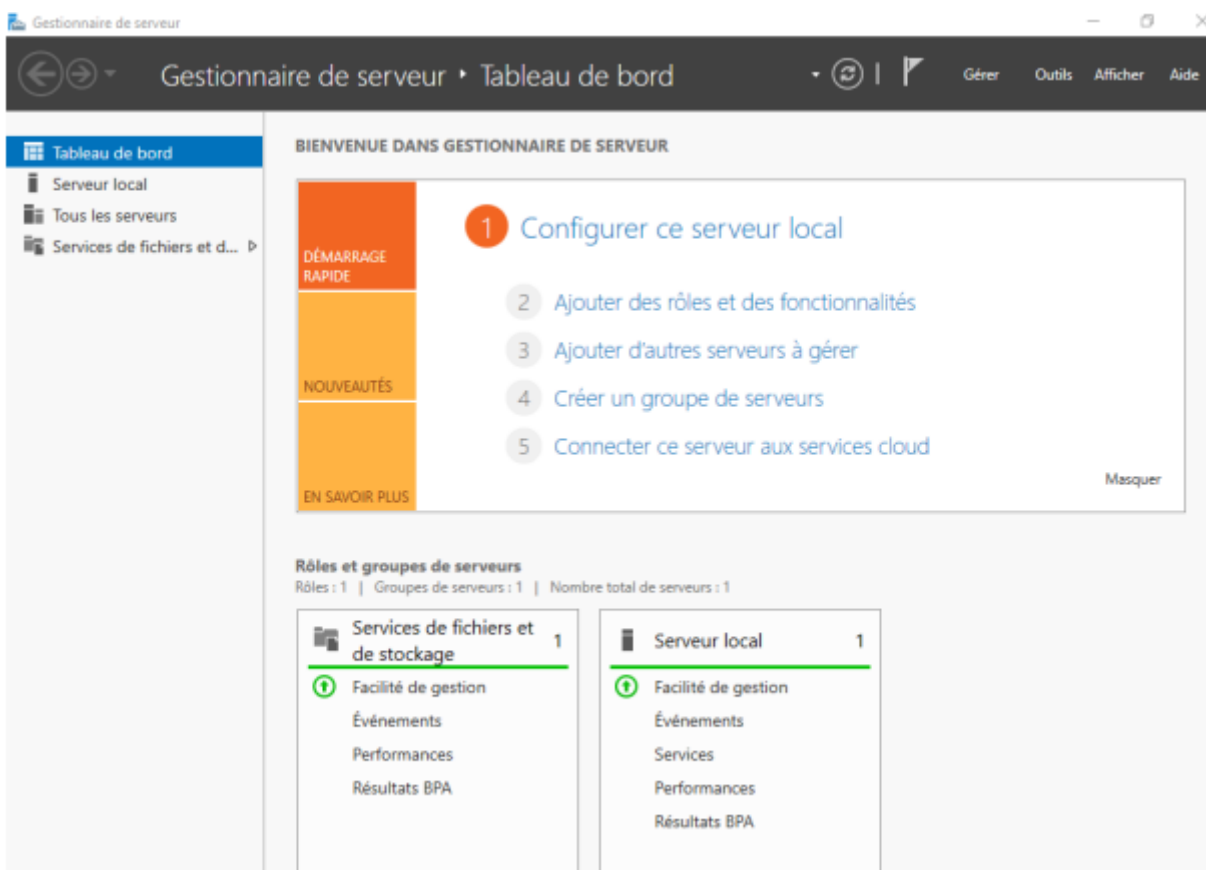 Gestionnaire de serveur
Gestionnaire de serveur ‣ Tableau de bord
Gérer Outils Afficher Aide
Tableau de bord
Serveur local
Tous les serveurs
Services de fichiers et d...
BIENVENUE DANS GESTIONNAIRE DE SERVEUR
DÉMARRAGE
RAPIDE
NOUVEAUTÉS
EN SAVOIR PLUS
1 Configurer ce serveur local
2 Ajouter des rôles et des fonctionnalités
3 Ajouter d'autres serveurs à gérer
4 Créer un groupe de serveurs
5 Connecter ce serveur aux services cloud
Masquer
Rôles et groupes de serveurs
Rôles : 1 | Groupes de serveurs : 1 | Nombre total de serveurs : 1
Services de fichiers et
de stockage
1
Facilité de gestion
Événements
Performances
Résultats BPA
Serveur local 1
Facilité de gestion
Événements
Services
Performances
Résultats BPA